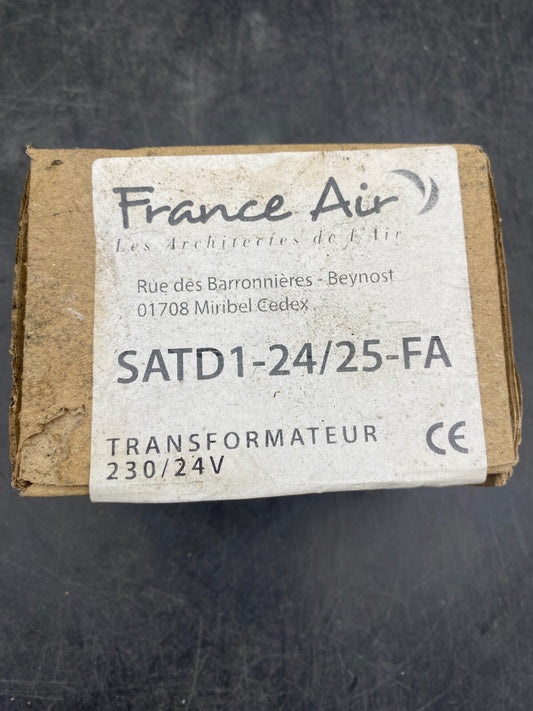 France Air
Les Architectes de l'Air
Rue des Barronnières - Beynost
01708 Miribel Cedex
SATD1-24/25-FA
TRANSFORMATEUR
230/24V
CE